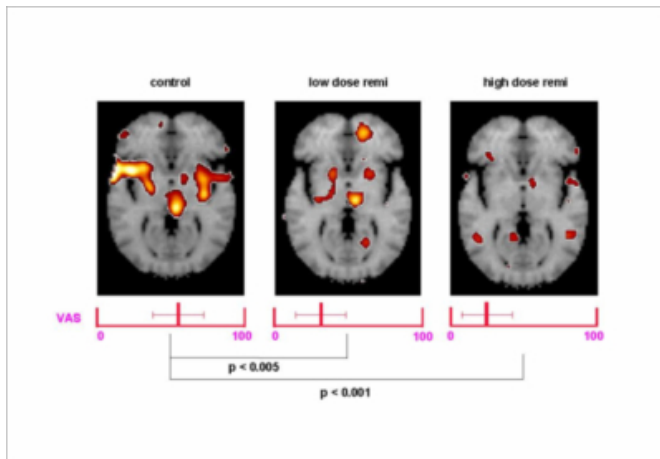 control low dose remi high dose remi
VAS
0 100 0 100 0 100
p < 0.005
p < 0.001